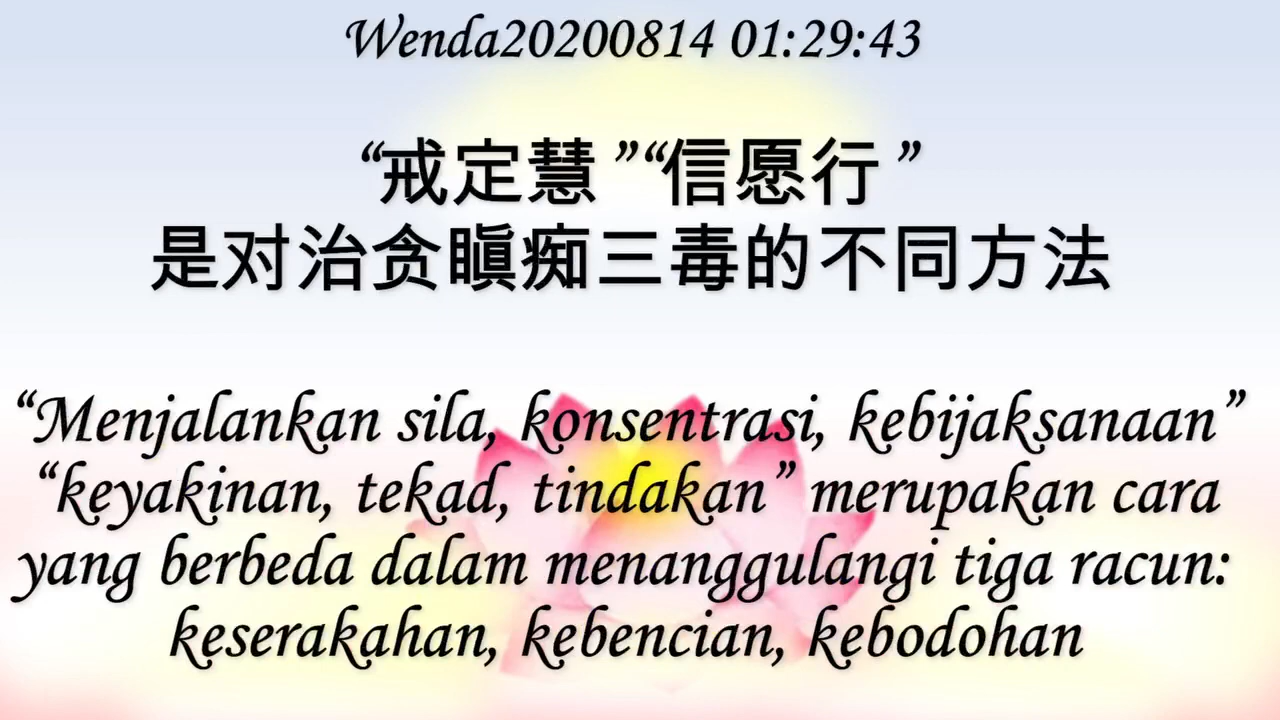 Wenda20200814 01:29:43
“戒定慧”“信愿行”
是对治贪瞋痴三毒的不同方法
“Menjalankan sila, konsentrasi, kebijaksanaan”
“keyakinan, tekad, tindakan” merupakan cara
yang berbeda dalam menanggulangi tiga racun:
keserakahan, kebencian, kebodohan